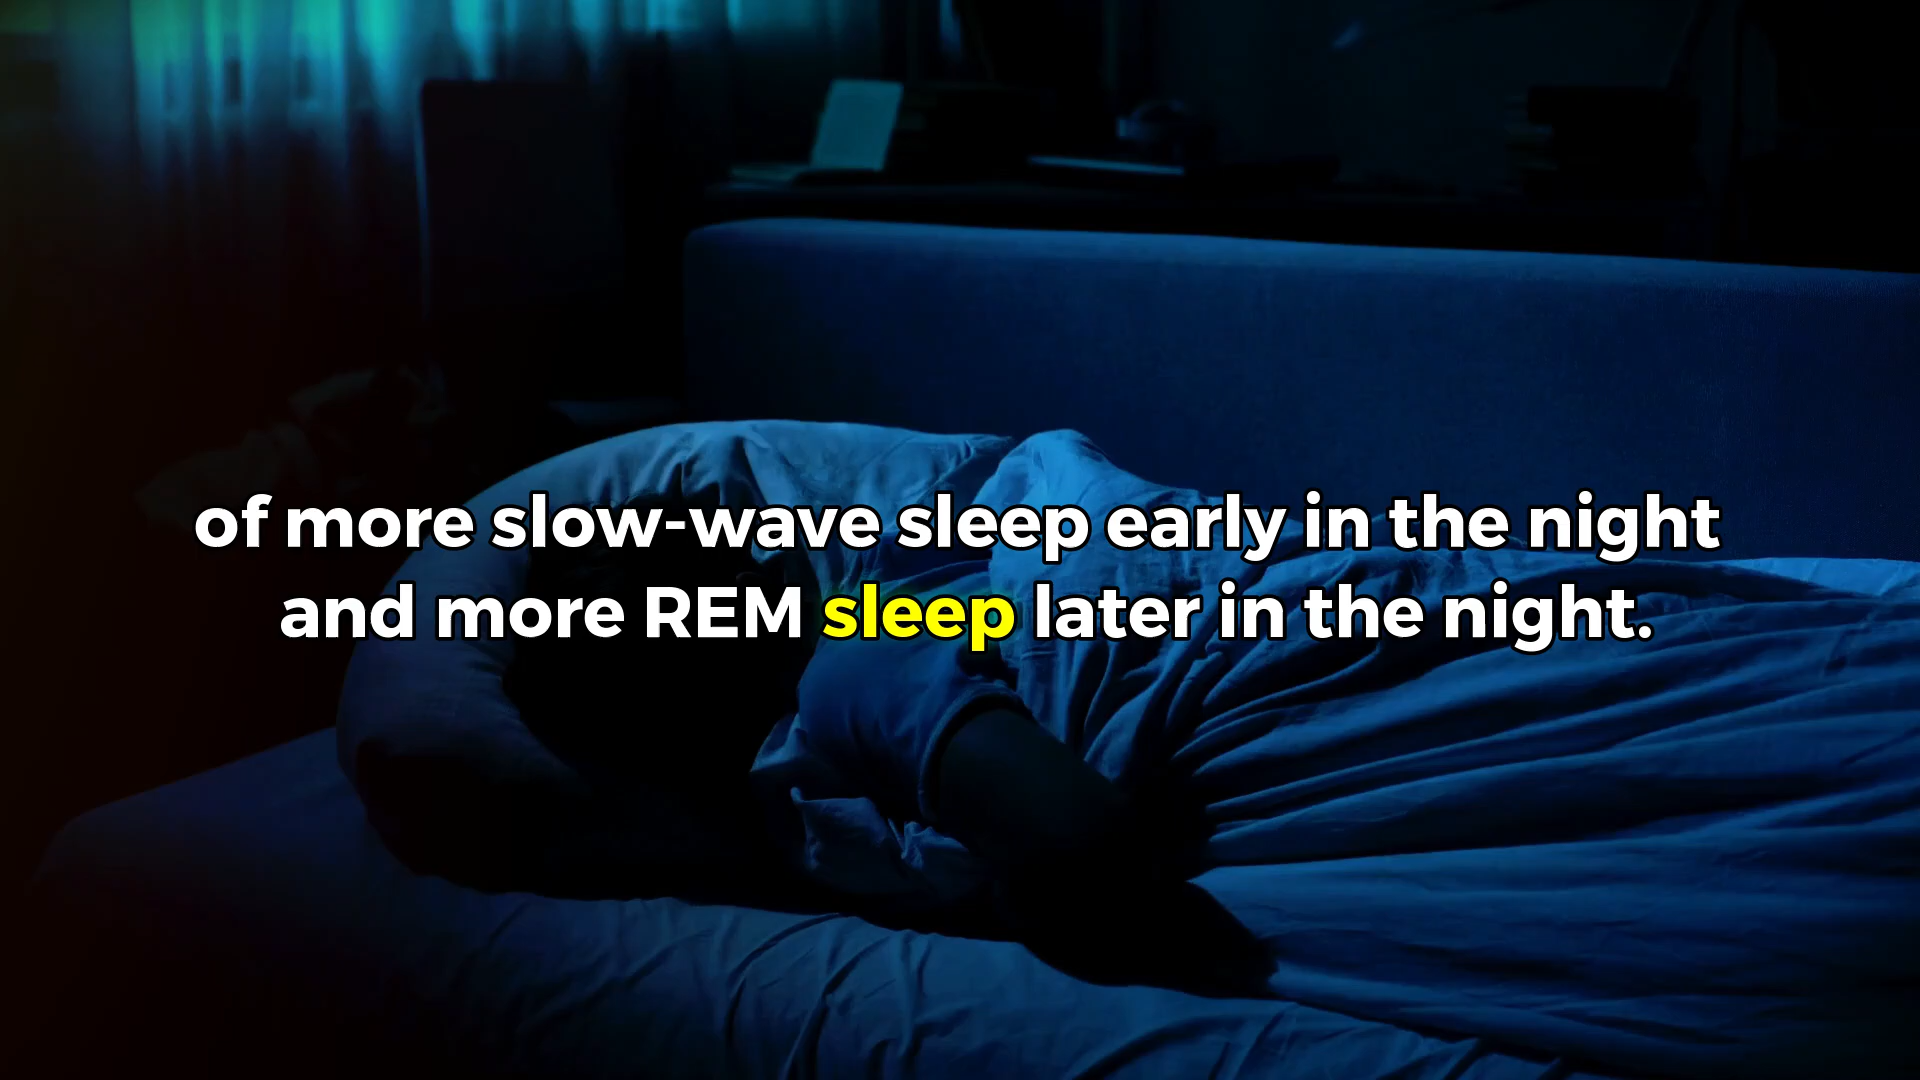 of more slow-wave sleep early in the night
and more REM sleep later in the night.